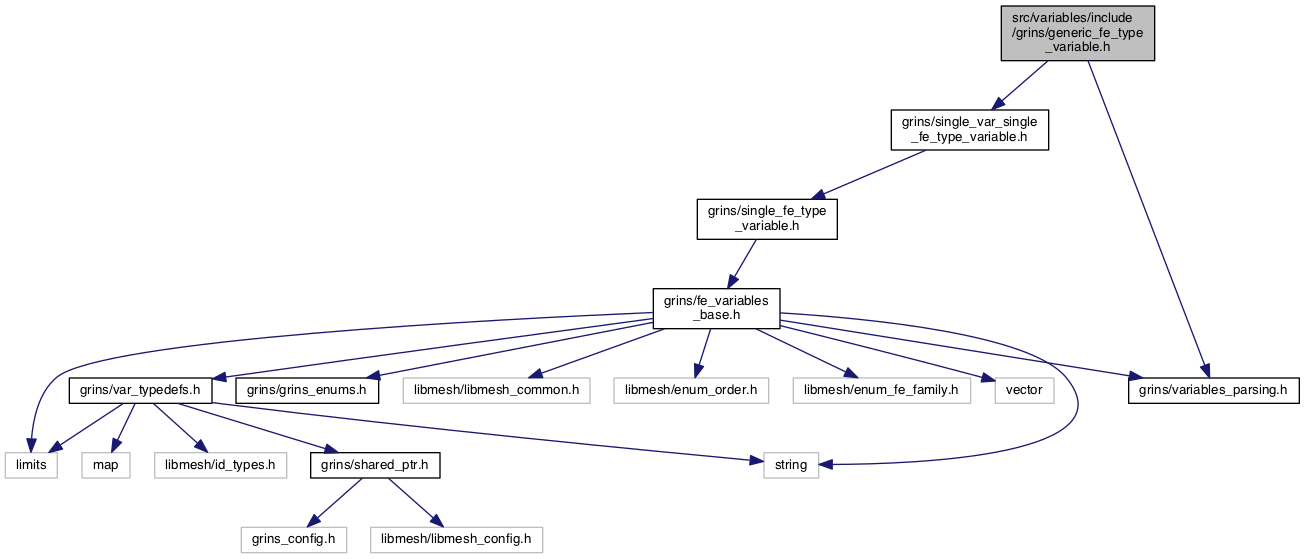 src/variables/include
/grins/generic_fe_type
_variable.h
grins/single_var_single
_fe_type_variable.h
grins/single_fe_type
_variable.h
grins/fe_variables
_base.h
grins/var_typedefs.h
grins/grins_enums.h
libmesh/libmesh_common.h
libmesh/enum_order.h
libmesh/enum_fe_family.h
vector
grins/variables_parsing.h
limits
map
libmesh/id_types.h
grins/shared_ptr.h
string
grins_config.h
libmesh/libmesh_config.h